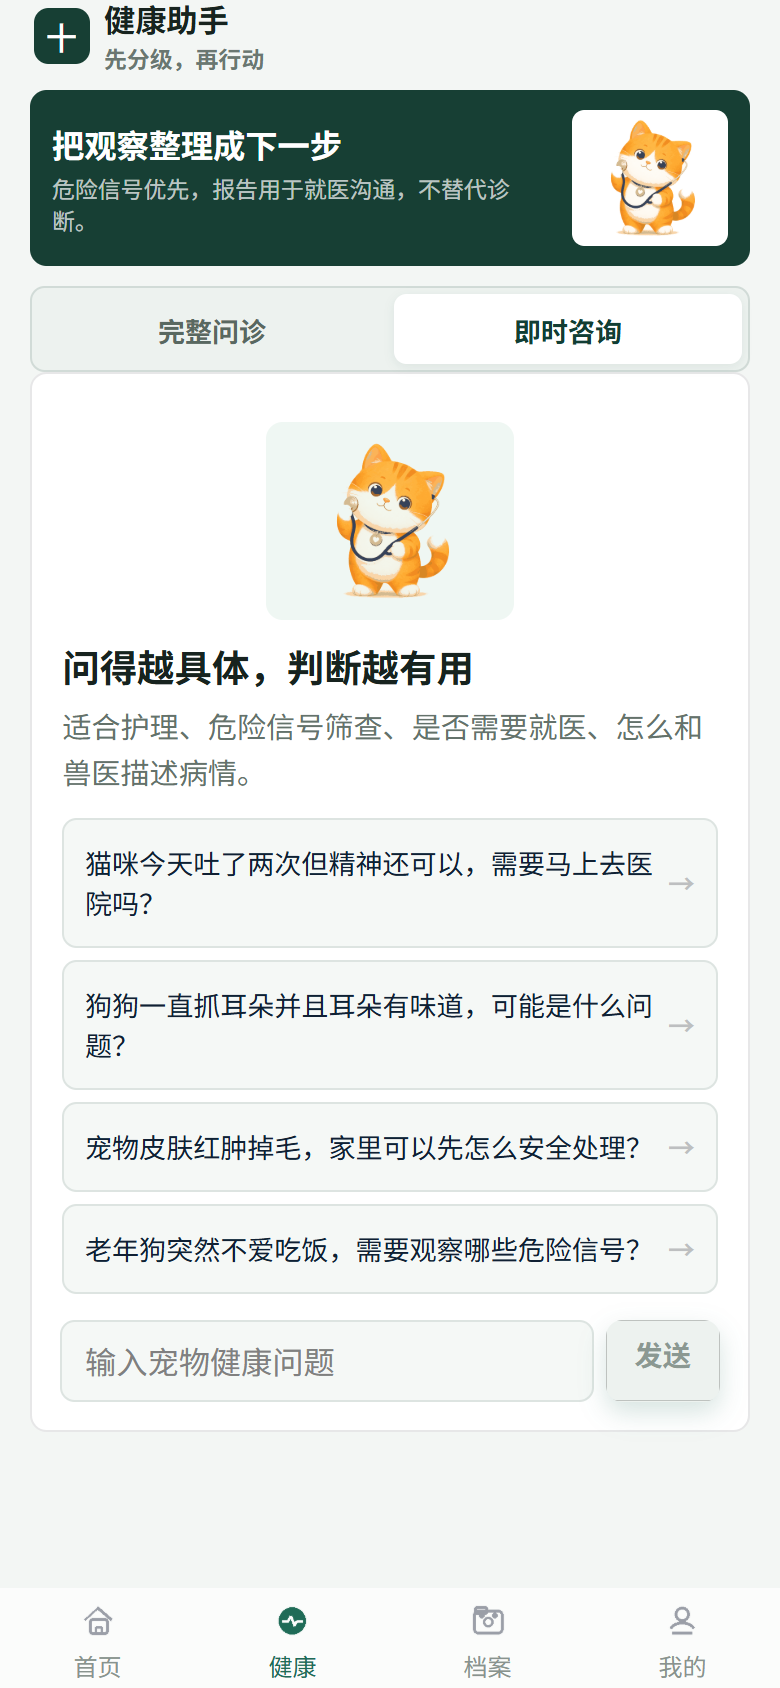 健康助手
先分级，再行动
把观察整理成下一步
危险信号优先，报告用于就医沟通，不替代诊
断。
完整问诊
即时咨询
问得越具体，判断越有用
适合护理、危险信号筛查、是否需要就医、怎么和
兽医描述病情。
猫咪今天吐了两次但精神还可以，需要马上去医
院吗？
狗狗一直抓耳朵并且耳朵有味道，可能是什么问
题？
宠物皮肤红肿掉毛，家里可以先怎么安全处理？
老年狗突然不爱吃饭，需要观察哪些危险信号？
输入宠物健康问题
发送
首页
健康
档案
我的